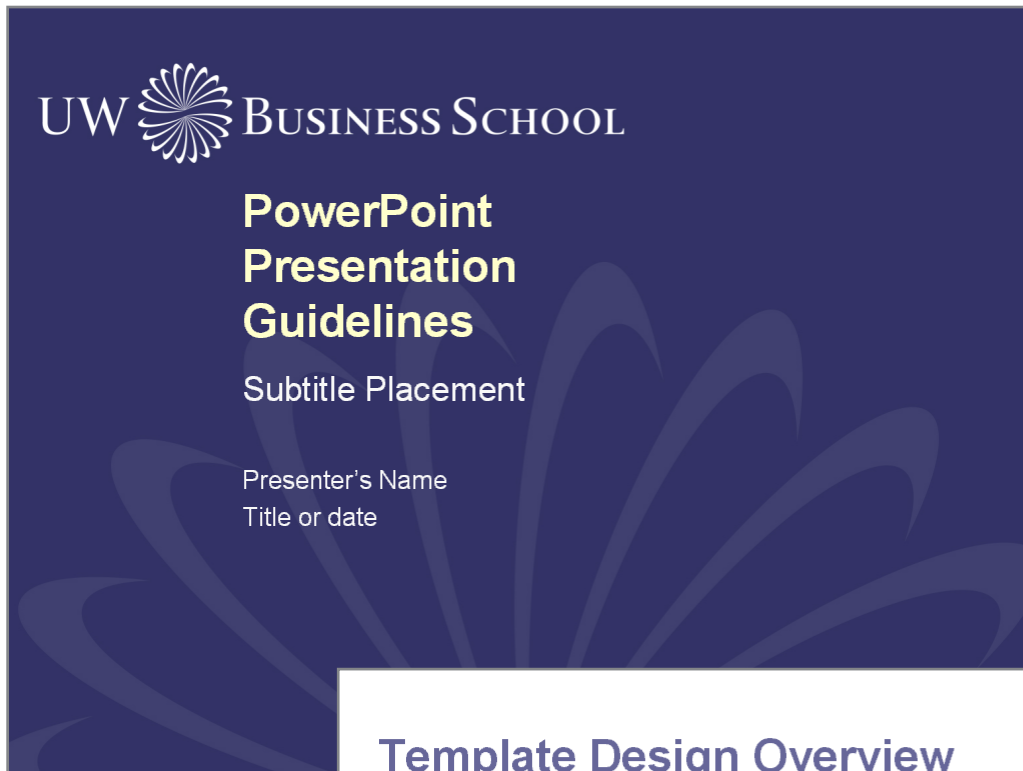 UW Business School
PowerPoint
Presentation
Guidelines
Subtitle Placement
Presenter’s Name
Title or date
Template Design Overview